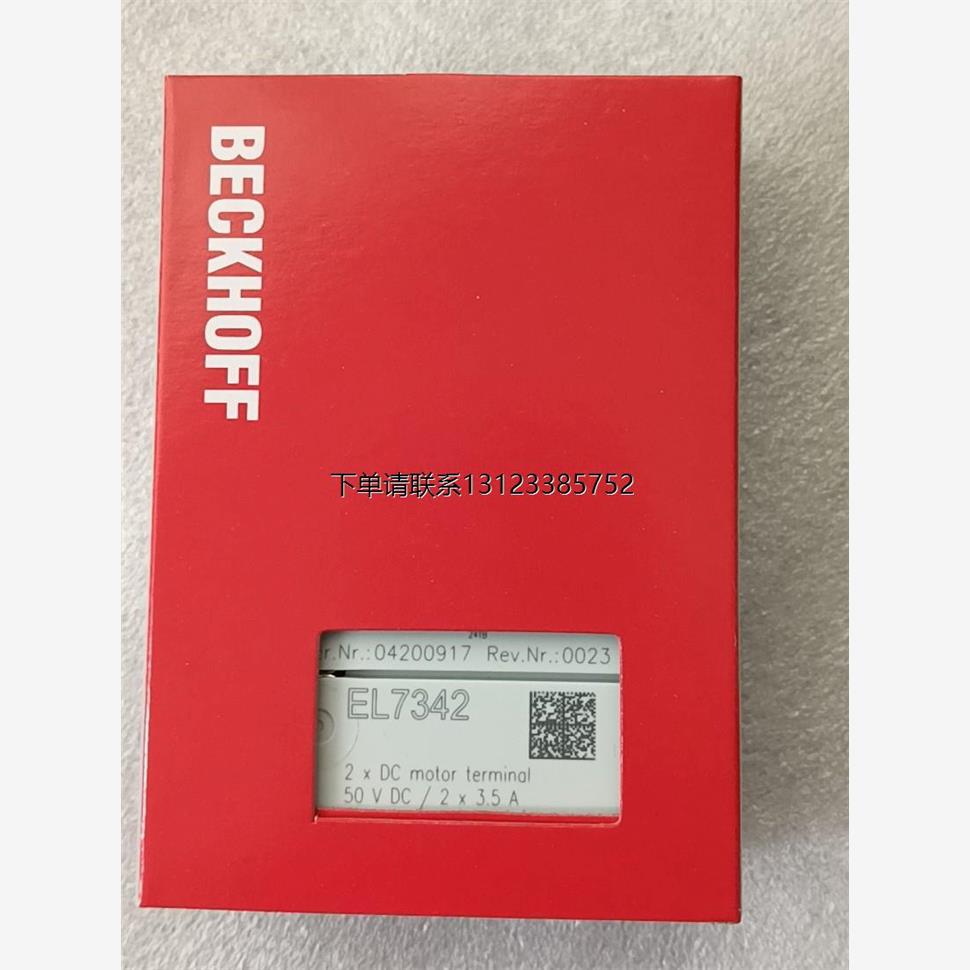 BECKHOFF
下单请联系13123385752
241B
r.Nr.:04200917 Rev.Nr.:0023
EL7342
2 x DC motor terminal
50 V DC / 2 x 3.5 A